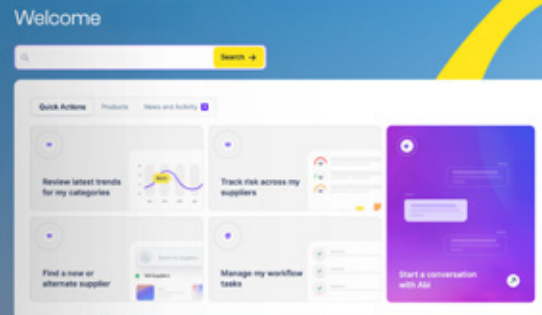 Welcome
Search →
Quick Actions
Products
News and Activity
Review latest trends
for my categories
Track risk across my
suppliers
Find a new or
alternate supplier
Manage my workflow
tasks
Start a conversation
with Abi